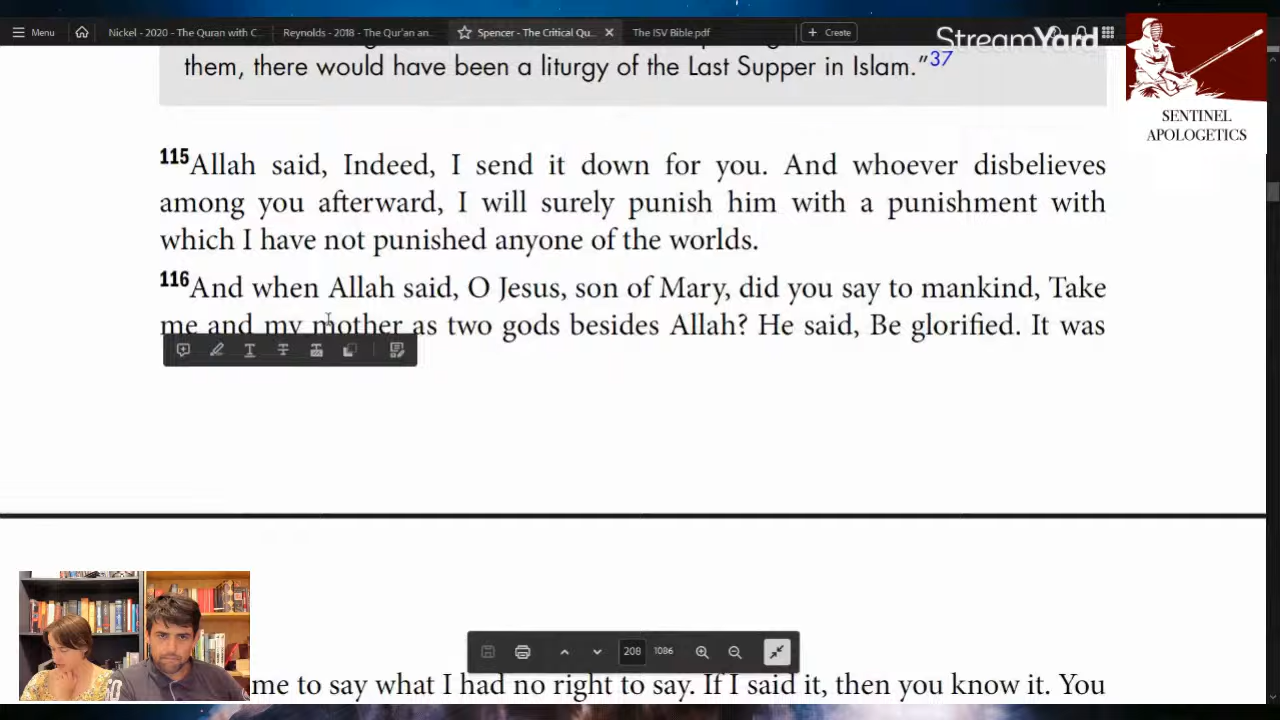 Menu
Nickel - 2020 - The Quran with C...
Reynolds - 2018 - The Qur'an an...
Spencer - The Critical Qu...
The ISV Bible.pdf
Create
StreamYard
SENTINEL
APOLOGETICS
them, there would have been a liturgy of the Last Supper in Islam.”37
115Allah said, Indeed, I send it down for you. And whoever disbelieves
among you afterward, I will surely punish him with a punishment with
which I have not punished anyone of the worlds.
116And when Allah said, O Jesus, son of Mary, did you say to mankind, Take
me and my mother as two gods besides Allah? He said, Be glorified. It was
208 1086
me to say what I had no right to say. If I said it, then you know it. You